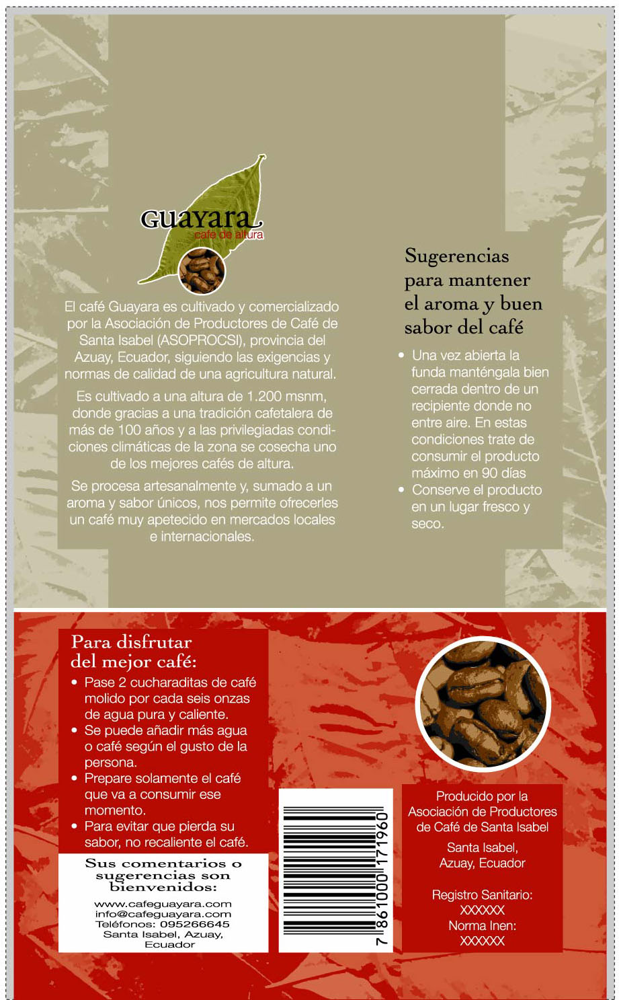 Guayara
café de altura
El café Guayara es cultivado y comercializado
por la Asociación de Productores de Café de
Santa Isabel (ASOPROCSI), provincia del
Azuay, Ecuador, siguiendo las exigencias y
normas de calidad de una agricultura natural.
Es cultivado a una altura de 1.200 msnm,
donde gracias a una tradición cafetalera de
más de 100 años y a las privilegiadas condi-
ciones climáticas de la zona se cosecha uno
de los mejores cafés de altura.
Se procesa artesanalmente y, sumado a un
aroma y sabor únicos, nos permite ofrecerles
un café muy apetecido en mercados locales
e internacionales.
Sugerencias
para mantener
el aroma y buen
sabor del café
• Una vez abierta la
funda manténgala bien
cerrada dentro de un
recipiente donde no
entre aire. En estas
condiciones trate de
consumir el producto
máximo en 90 días
• Conserve el producto
en un lugar fresco y
seco.
Para disfrutar
del mejor café:
• Pase 2 cucharaditas de café
molido por cada seis onzas
de agua pura y caliente.
• Se puede añadir más agua
o café según el gusto de la
persona.
• Prepare solamente el café
que va a consumir ese
momento.
• Para evitar que pierda su
sabor, no recaliente el café.
Sus comentarios o
sugerencias son
bienvenidos:
www.cafeguayara.com
info@cafeguayara.com
Teléfonos: 095266645
Santa Isabel, Azuay,
Ecuador
7 861000 171960
Producido por la
Asociación de Productores
de Café de Santa Isabel
Santa Isabel,
Azuay, Ecuador
Registro Sanitario:
XXXXXX
Norma Inen:
XXXXXX